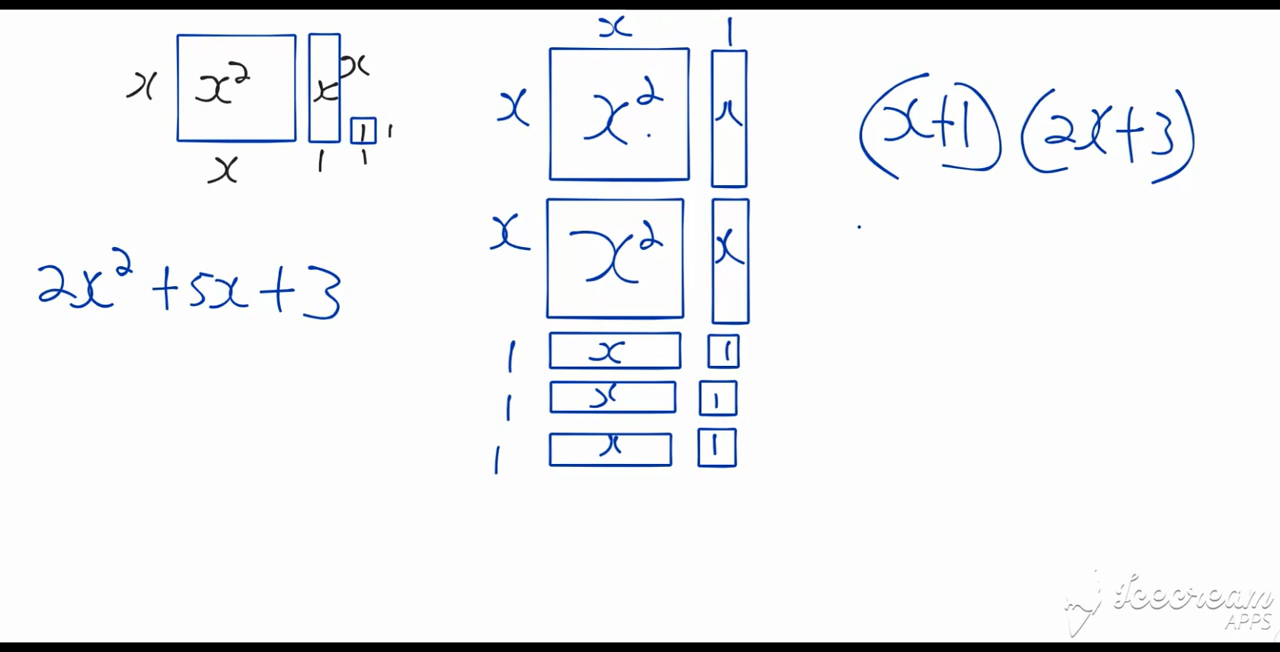 x x² x x
1 1
x 1 1
2x² + 5x + 3
x 1
x x² x
x x² x
1 x 1
1 x 1
1 x 1
(x+1) (2x+3)
Icecream
APPS